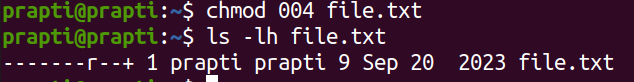 prapti@prapti:~$ chmod 004 file.txt
prapti@prapti:~$ ls -lh file.txt
-------r--+ 1 prapti prapti 9 Sep 20  2023 file.txt